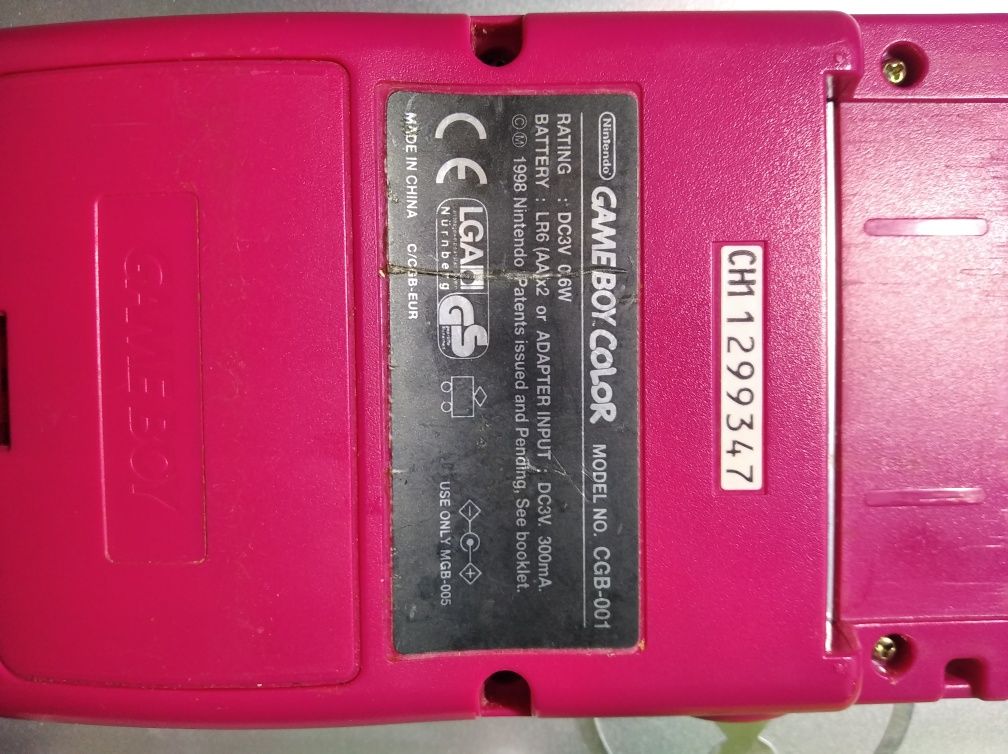 CH11299347
Nintendo GAME BOY COLOR MODEL NO. CGB-001
RATING : DC3V 0.6W
BATTERY : LR6 (AA)x2 or ADAPTER INPUT : DC3V. 300mA.
©Ⓜ 1998 Nintendo Patents issued and Pending, See booklet.
CE LGA GS
Nürnberg
USE ONLY MGB-005
MADE IN CHINA C/CGB-EUR
GAME BOY